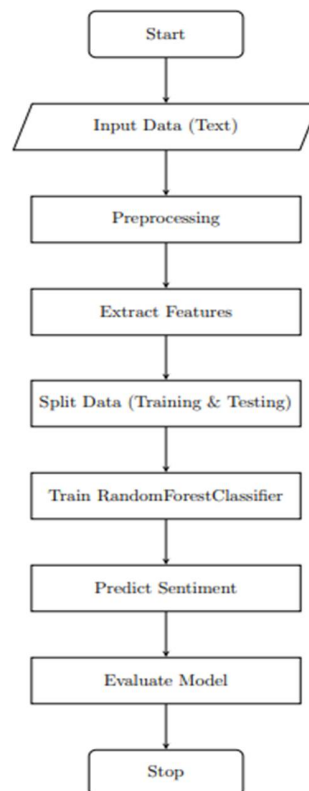 Start
Input Data (Text)
Preprocessing
Extract Features
Split Data (Training & Testing)
Train RandomForestClassifier
Predict Sentiment
Evaluate Model
Stop